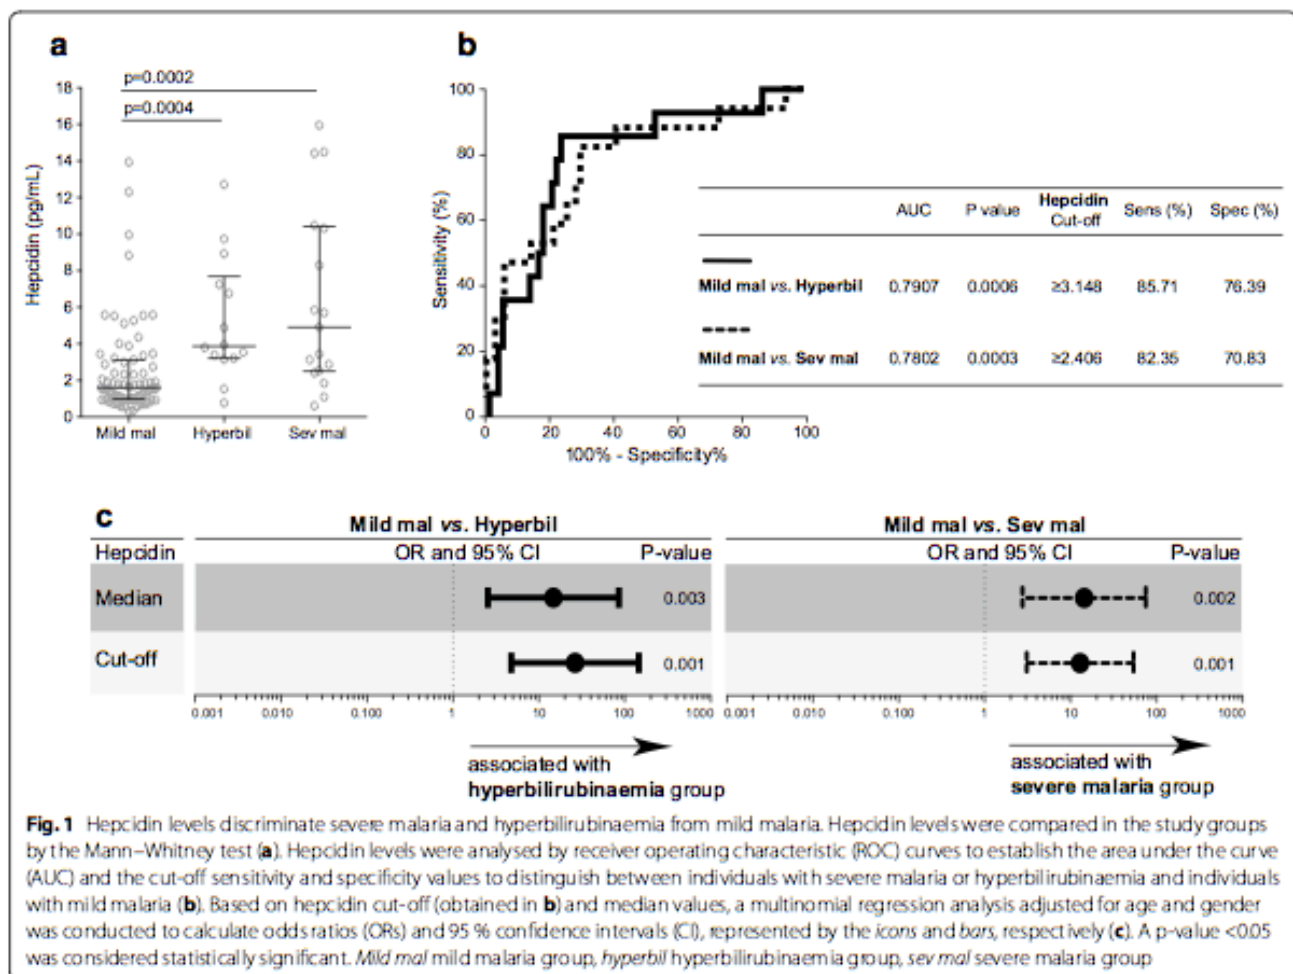 a
p=0.0002
p=0.0004
18
16
14
12
10
8
6
4
2
0
Hepcidin (pg/mL)
Mild mal Hyperbil Sev mal
b
100
80
60
40
20
0
Sensitivity (%)
0 20 40 60 80 100
100% - Specificity%
AUC P value Hepcidin Cut-off Sens (%) Spec (%)
Mild mal vs. Hyperbil 0.7907 0.0006 ≥3.148 85.71 76.39
Mild mal vs. Sev mal 0.7802 0.0003 ≥2.406 82.35 70.83
c
Mild mal vs. Hyperbil Mild mal vs. Sev mal
Hepcidin OR and 95% CI P-value OR and 95% CI P-value
Median 0.003 0.002
Cut-off 0.001 0.001
0.001 0.010 0.100 1 10 100 1000 0.001 0.010 0.100 1 10 100 1000
associated with
hyperbilirubinaemia group
associated with
severe malaria group
Fig. 1 Hepcidin levels discriminate severe malaria and hyperbilirubinaemia from mild malaria. Hepcidin levels were compared in the study groups
by the Mann–Whitney test (a). Hepcidin levels were analysed by receiver operating characteristic (ROC) curves to establish the area under the curve
(AUC) and the cut-off sensitivity and specificity values to distinguish between individuals with severe malaria or hyperbilirubinaemia and individuals
with mild malaria (b). Based on hepcidin cut-off (obtained in b) and median values, a multinomial regression analysis adjusted for age and gender
was conducted to calculate odds ratios (ORs) and 95 % confidence intervals (CI), represented by the icons and bars, respectively (c). A p-value <0.05
was considered statistically significant. Mild mal mild malaria group, hyperbil hyperbilirubinaemia group, sev mal severe malaria group